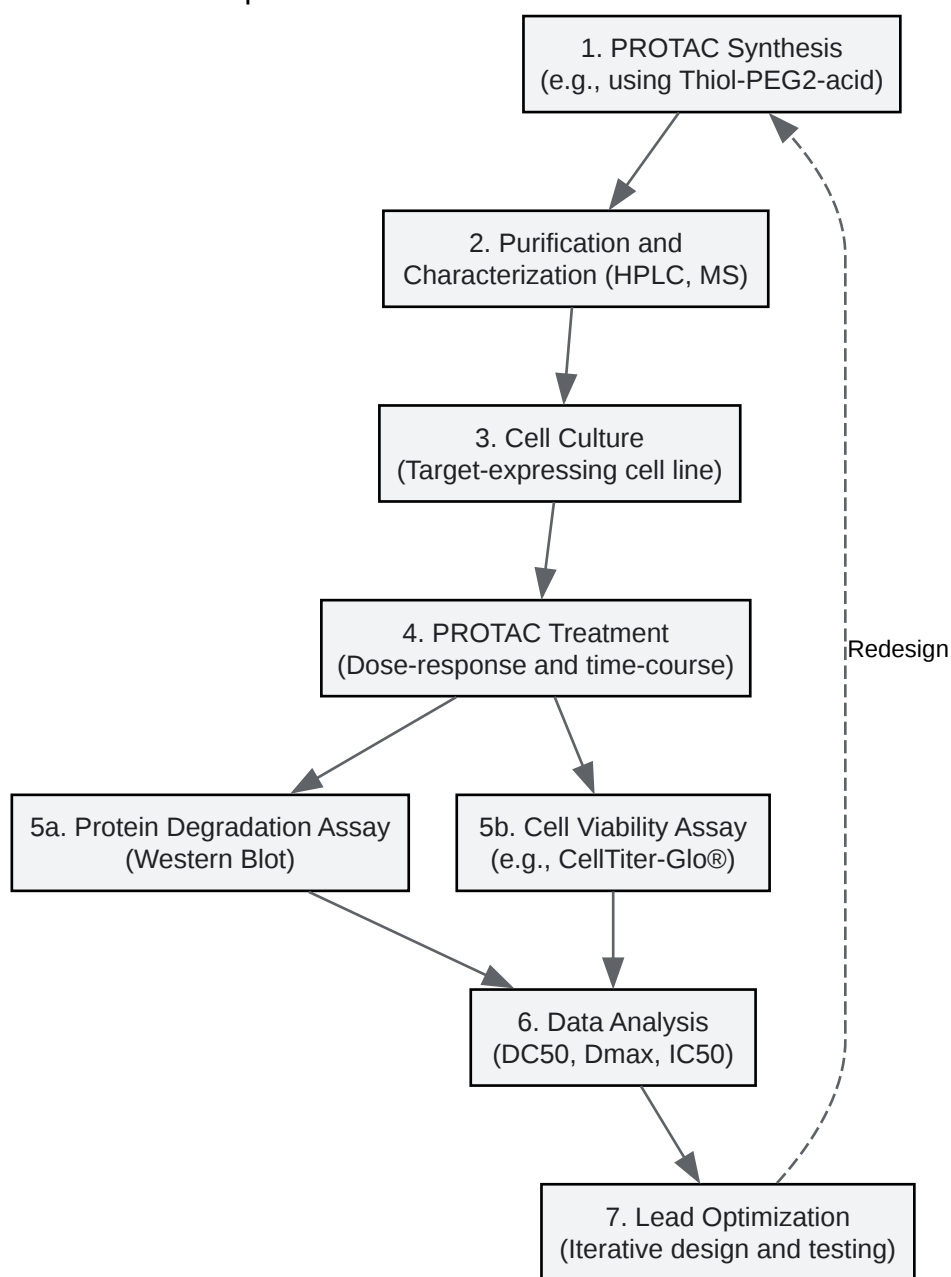 1. PROTAC Synthesis
(e.g., using Thiol-PEG2-acid)
2. Purification and
Characterization (HPLC, MS)
3. Cell Culture
(Target-expressing cell line)
4. PROTAC Treatment
(Dose-response and time-course)
Redesign
5a. Protein Degradation Assay
(Western Blot)
5b. Cell Viability Assay
(e.g., CellTiter-Glo®)
6. Data Analysis
(DC50, Dmax, IC50)
7. Lead Optimization
(Iterative design and testing)